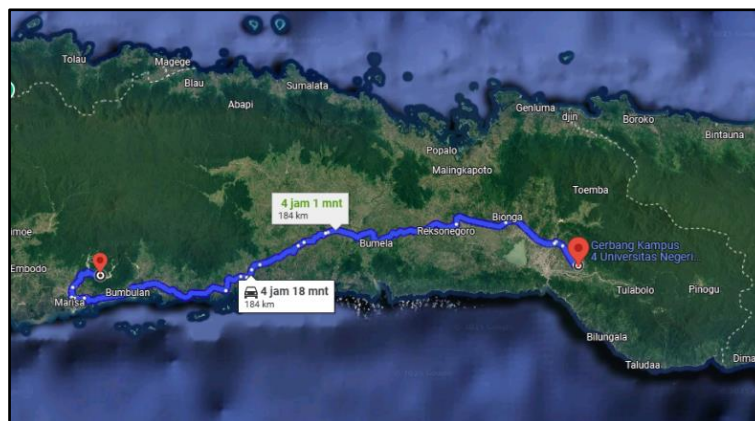 Tolau
Magege
Blau
Sumalata
Abapi
Genluma
djin
Boroko
Bintauna
Popalo
Malingkapoto
Toemba
4 jam 1 mnt
184 km
Bionga
Reksonegoro
Bumela
imoe
Embodo
Gerbang Kampus
4 Universitas Negeri...
4 jam 18 mnt
184 km
Marisa
Bumbulan
Tulabolo
Pinogu
Bilungala
Taludaa
Dima